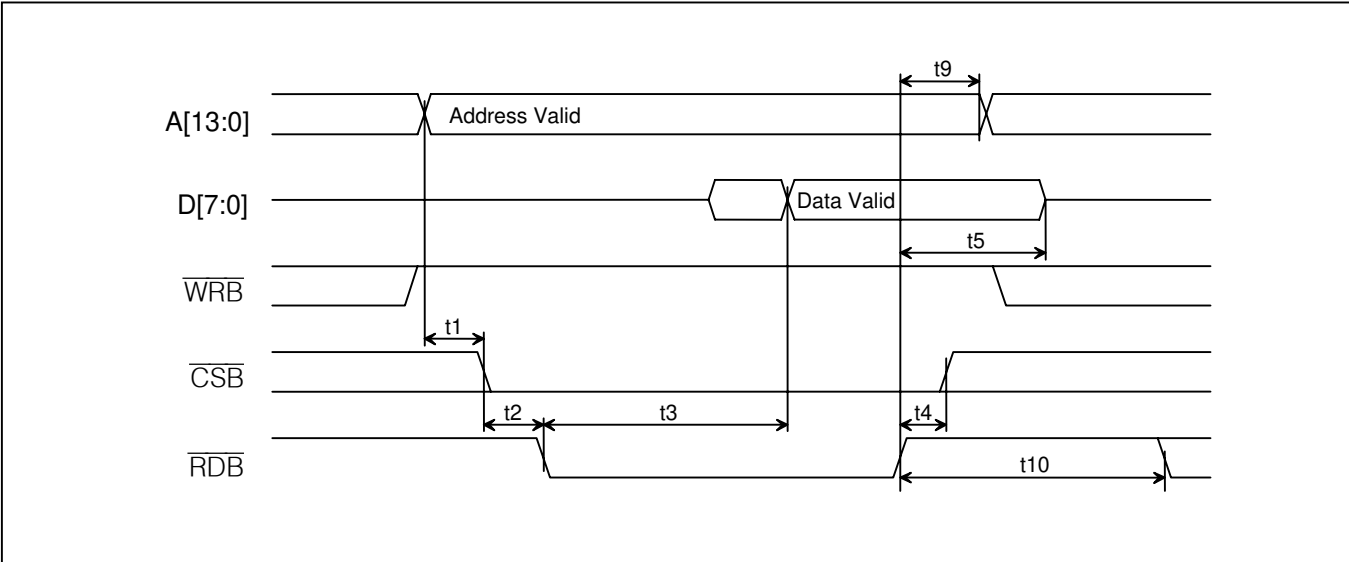 t9
A[13:0]
Address Valid
D[7:0]
Data Valid
t5
WRB
t1
CSB
t2
t3
t4
RDB
t10